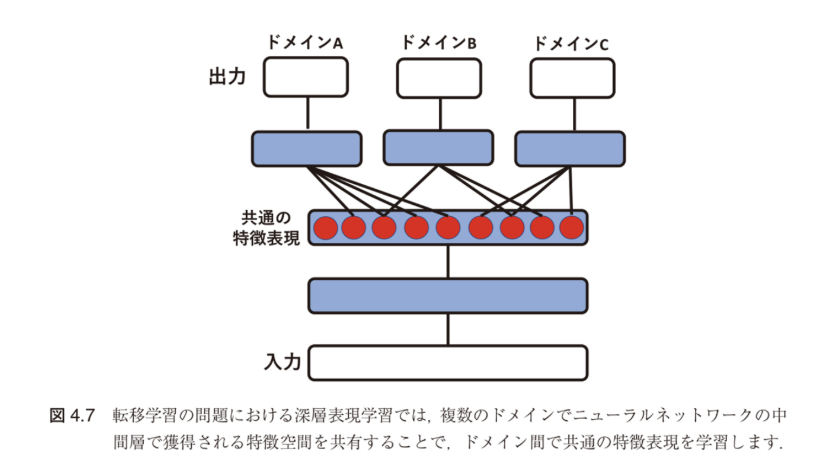 ドメインA ドメインB ドメインC
出力
共通の
特徴表現
入力
図 4.7 転移学習の問題における深層表現学習では, 複数のドメインでニューラルネットワークの中
間層で獲得される特徴空間を共有することで, ドメイン間で共通の特徴表現を学習します.